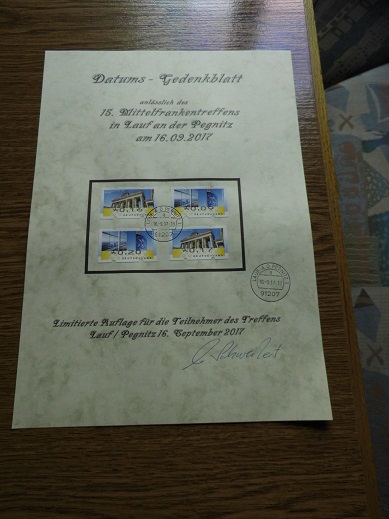 Datums - Gedenkblatt
anlässlich des
15. Mittelfrankentreffens
in Lauf an der Pegnitz
am 16.09.2017
91207
91207
Limitierte Auflage für die Teilnehmer des Treffens
Lauf / Pegnitz 16. September 2017